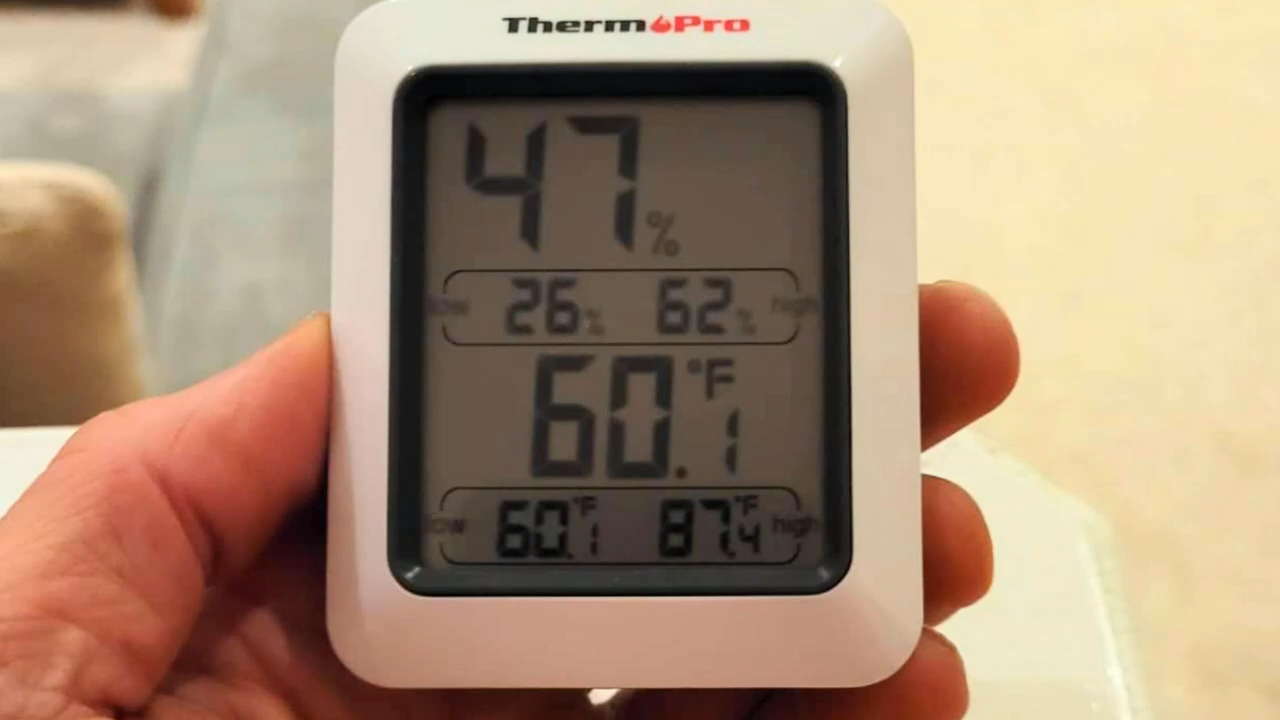 ThermoPro
47%
low 26% 62% high
60.1°F
low 60.1°F 87.4°F high